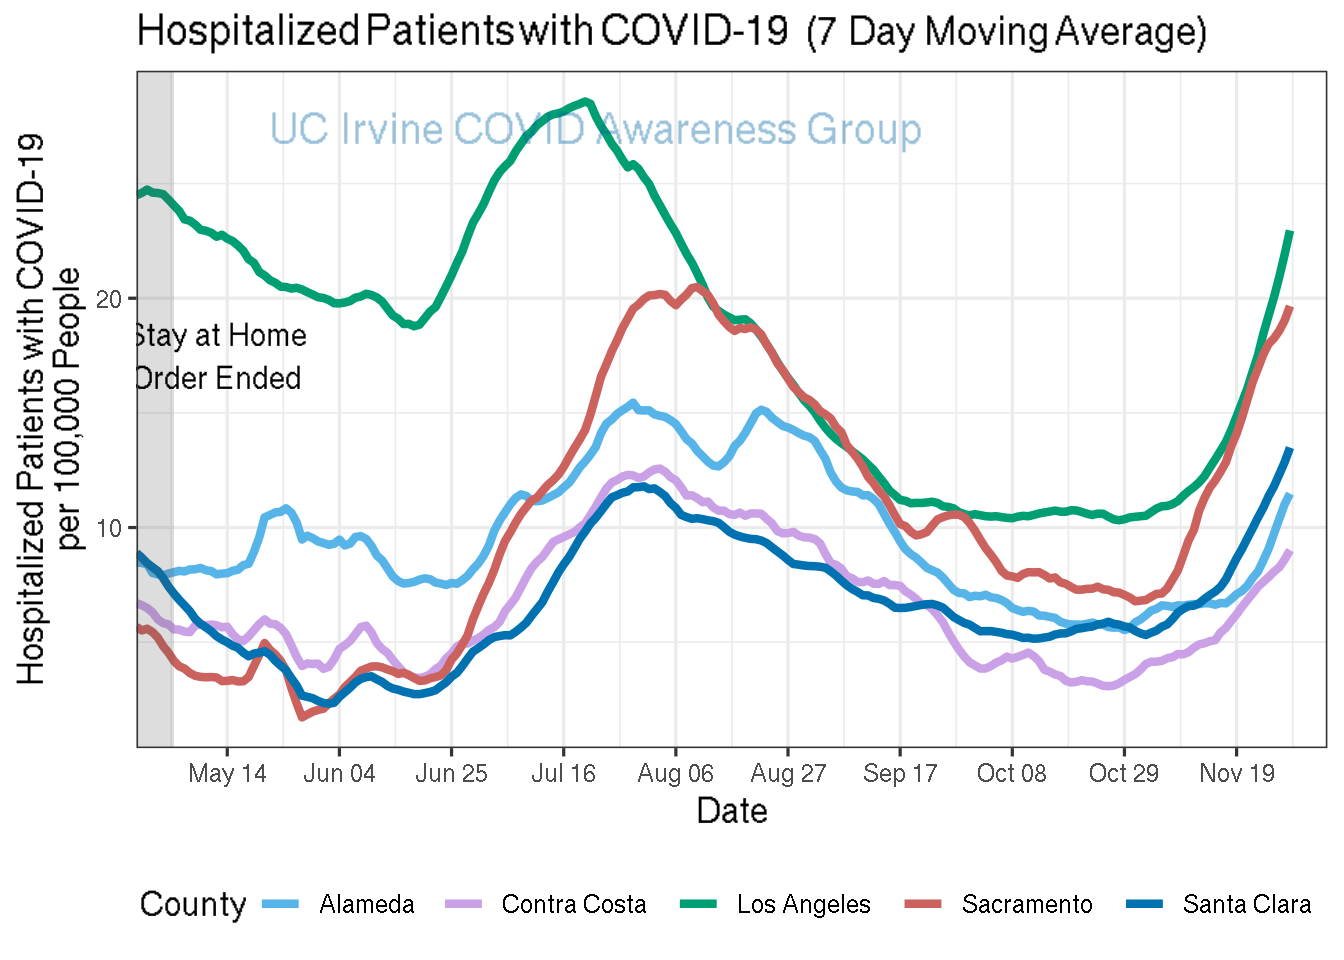 Hospitalized Patients with COVID-19 (7 Day Moving Average)
UC Irvine COVID Awareness Group
Hospitalized Patients with COVID-19
per 100,000 People
20
10
Stay at Home
Order Ended
May 14 Jun 04 Jun 25 Jul 16 Aug 06 Aug 27 Sep 17 Oct 08 Oct 29 Nov 19
Date
County Alameda Contra Costa Los Angeles Sacramento Santa Clara